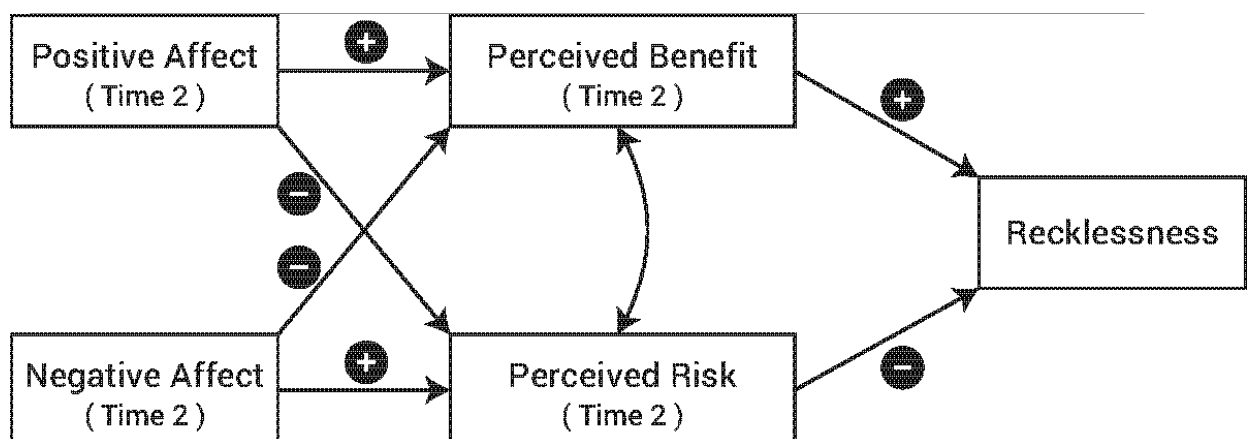 Positive Affect
( Time 2 )
+
Perceived Benefit
( Time 2 )
+
−
−
Recklessness
Negative Affect
( Time 2 )
+
Perceived Risk
( Time 2 )
−